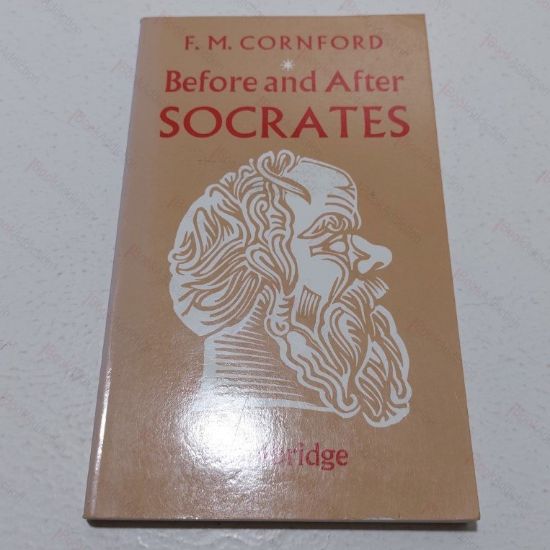 F. M. CORNFORD
Before and After
SOCRATES
bridge